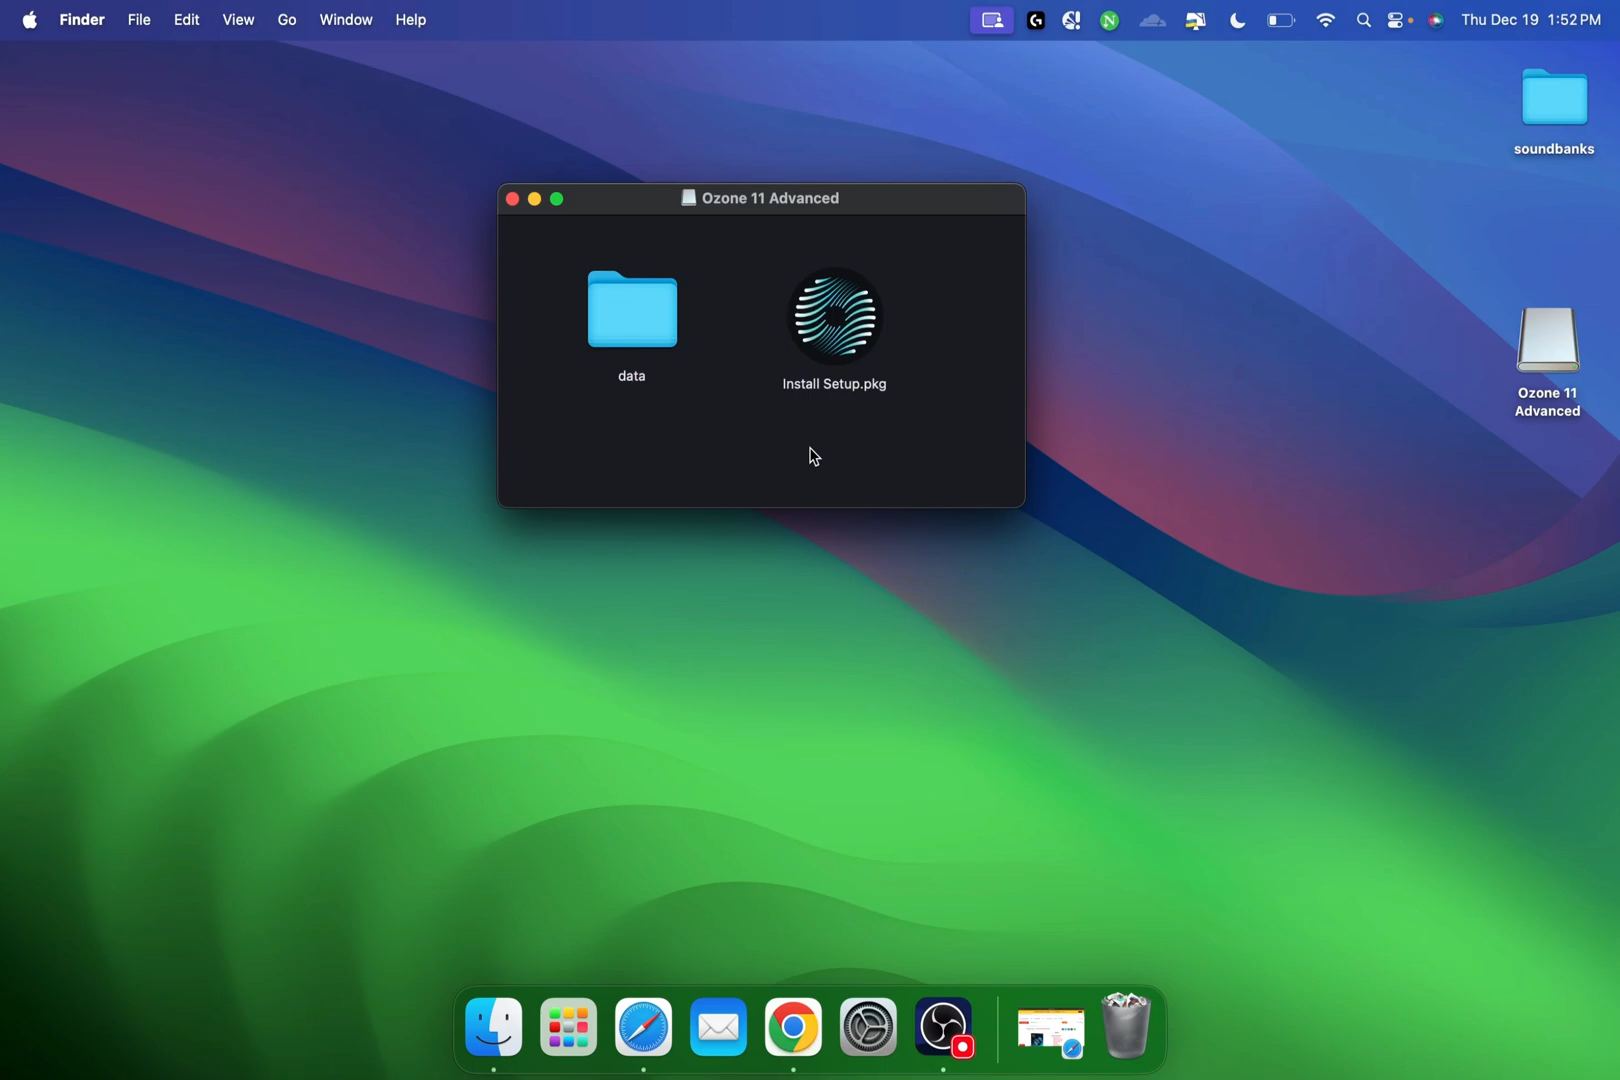 Finder File Edit View Go Window Help Thu Dec 19 1:52 PM
soundbanks
Ozone 11 Advanced
data
Install Setup.pkg
Ozone 11
Advanced